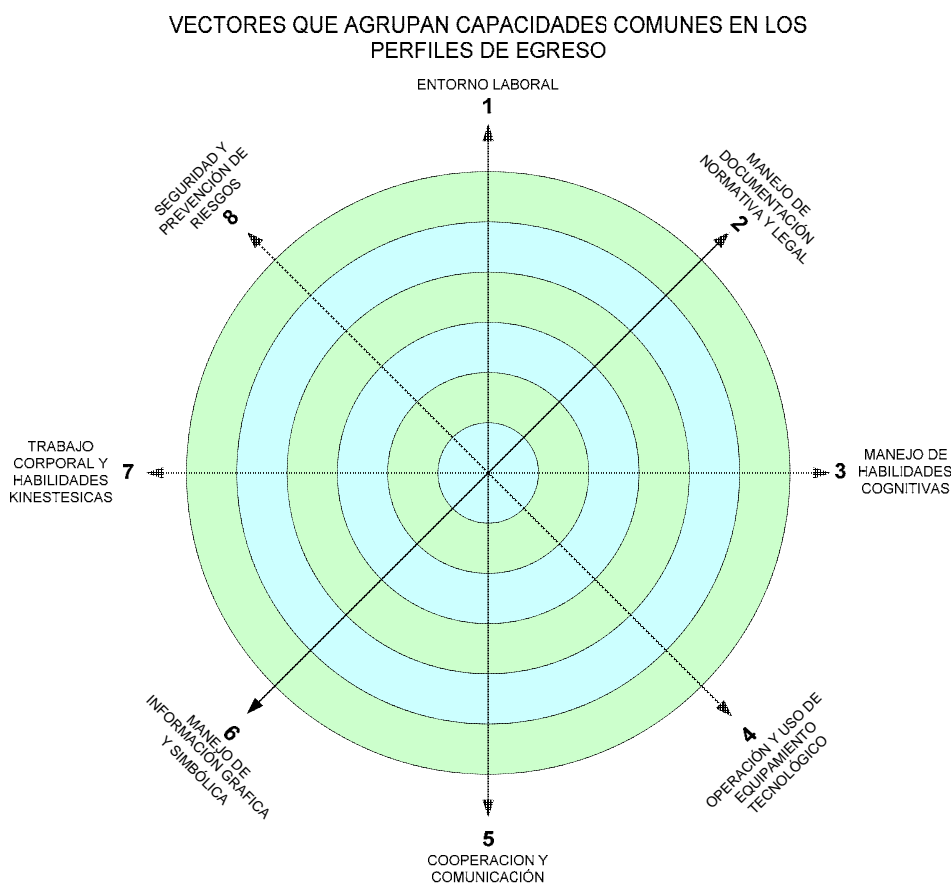 VECTORES QUE AGRUPAN CAPACIDADES COMUNES EN LOS
PERFILES DE EGRESO
ENTORNO LABORAL
1
MANEJO DE
DOCUMENTACIÓN
NORMATIVA Y LEGAL
2
3
MANEJO DE
HABILIDADES
COGNITIVAS
4
OPERACIÓN Y USO DE
EQUIPAMIENTO
TECNOLÓGICO
5
COOPERACION Y
COMUNICACIÓN
6
MANEJO DE
INFORMACIÓN GRAFICA
Y SIMBÓLICA
TRABAJO
CORPORAL Y
HABILIDADES
KINESTESICAS
7
SEGURIDAD Y
PREVENCIÓN DE
RIESGOS
8